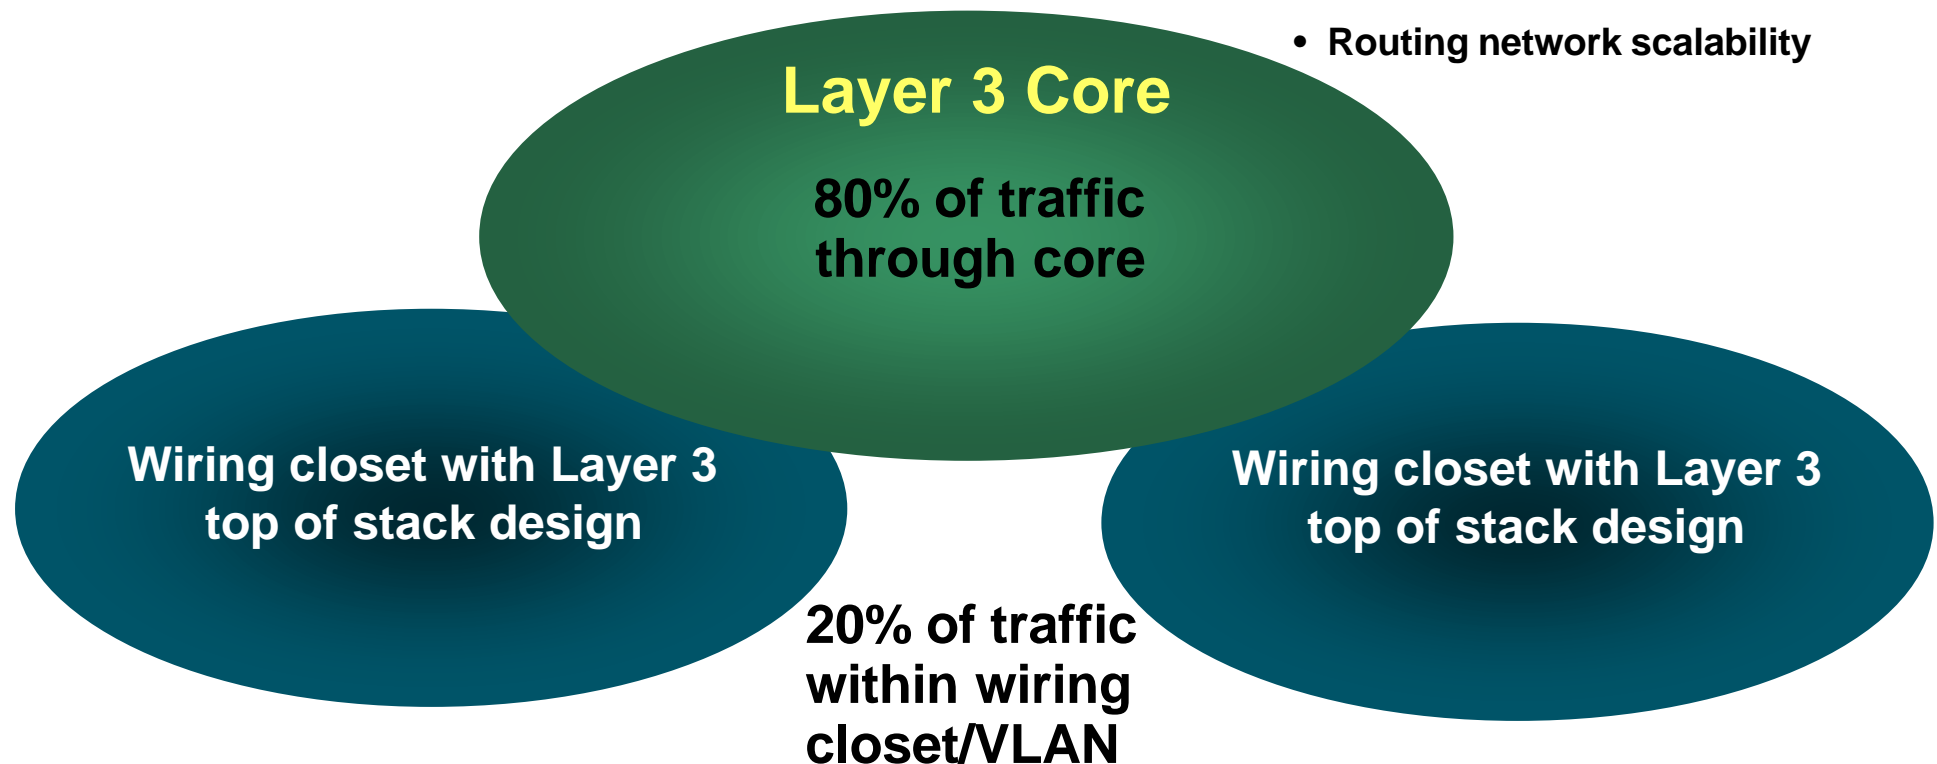 • Routing network scalability
Layer 3 Core
80% of traffic
through core
Wiring closet with Layer 3
top of stack design
Wiring closet with Layer 3
top of stack design
20% of traffic
within wiring
closet/VLAN